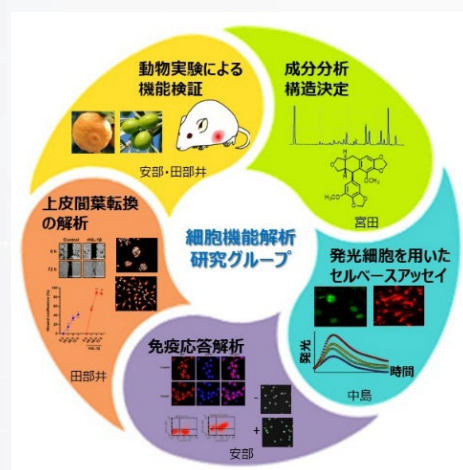 動物実験による
機能検証
安部・田部井
成分分析
構造決定
OCH₃
H₃CO
宮田
上皮間葉転換
の解析
Control
田部井
細胞機能解析
研究グループ
発光細胞を用いた
セルベースアッセイ
発光
時間
中島
免疫応答解析
-
+
安部